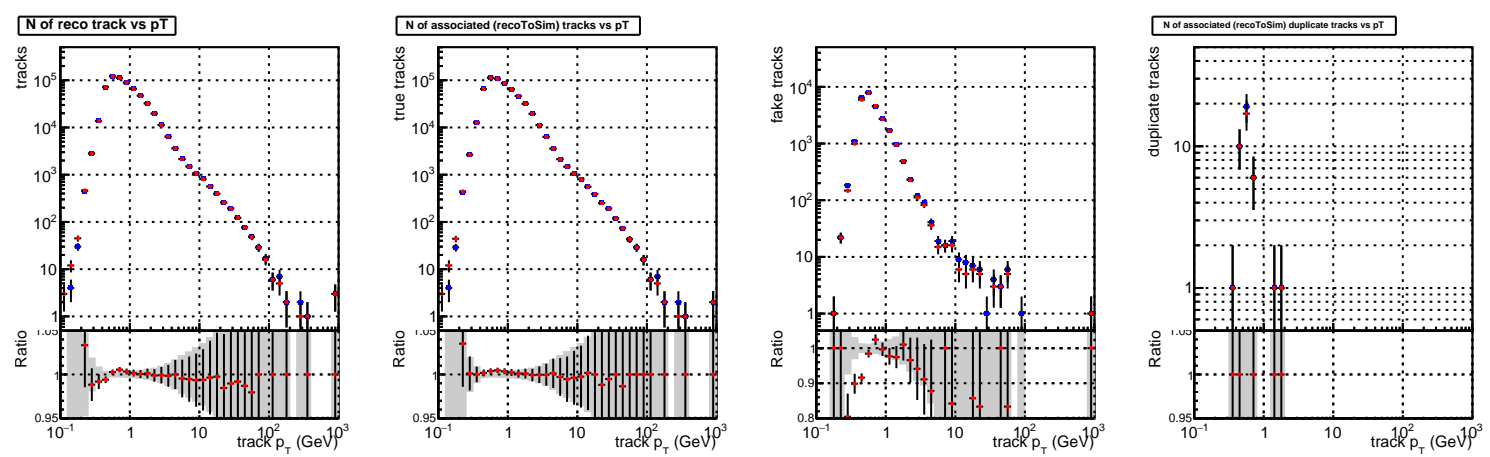 N of reco track vs pT
tracks
10^5
10^4
10^3
10^2
10
1
Ratio
1.05
1
0.95
10^-1 1 10 10^2 10^3
track p_T (GeV)
N of associated (recoToSim) tracks vs pT
true tracks
10^5
10^4
10^3
10^2
10
1
Ratio
1.05
1
0.95
10^-1 1 10 10^2 10^3
track p_T (GeV)
fake tracks
10^4
10^3
10^2
10
1
Ratio
1
0.9
0.8
10^-1 1 10 10^2 10^3
track p_T (GeV)
N of associated (recoToSim) duplicate tracks vs pT
duplicate tracks
10
1
Ratio
1.05
1
0.95
10^-1 1 10 10^2 10^3
track p_T (GeV)